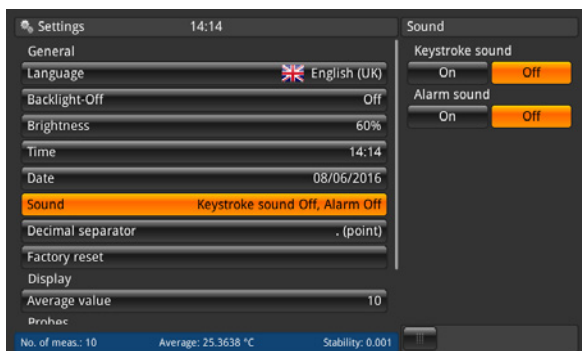 Settings 14:14
General
Language English (UK)
Backlight-Off Off
Brightness 60%
Time 14:14
Date 08/06/2016
Sound Keystroke sound Off, Alarm Off
Decimal separator . (point)
Factory reset
Display
Average value 10
Probes
No. of meas.: 10 Average: 25.3638 °C Stability: 0.001
Sound
Keystroke sound
On Off
Alarm sound
On Off